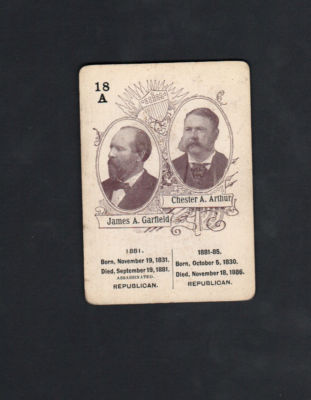 18
A
James A. Garfield
Chester A. Arthur
1881.
Born, November 19, 1831.
Died, September 19, 1881.
ASSASSINATED.
REPUBLICAN.
1881-85.
Born, October 5, 1830.
Died, November 18, 1886.
REPUBLICAN.